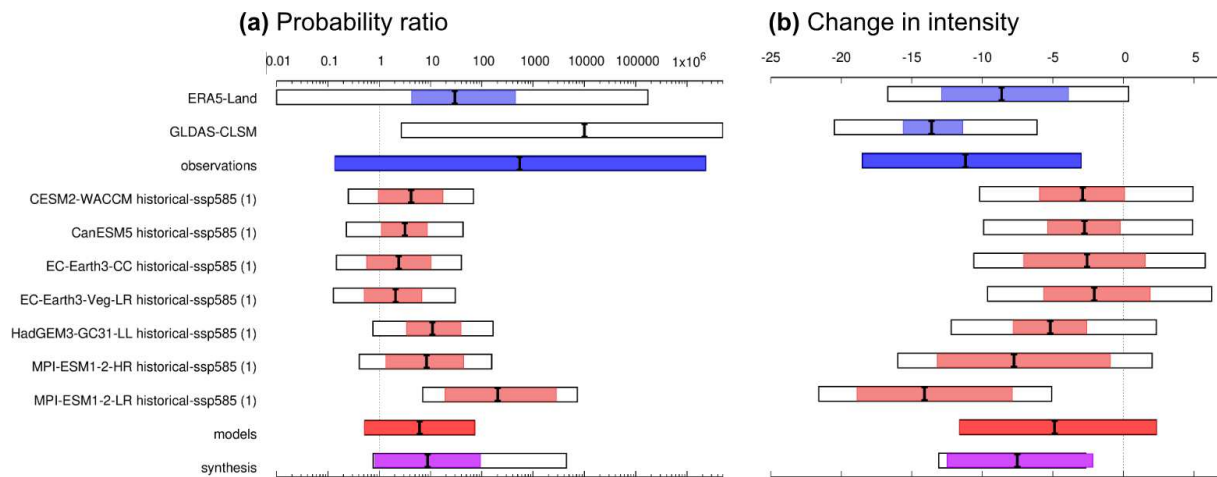 (a) Probability ratio
(b) Change in intensity
0.01 0.1 1 10 100 1000 10000 100000 1x10⁶
-25 -20 -15 -10 -5 0 5
ERA5-Land
GLDAS-CLSM
observations
CESM2-WACCM historical-ssp585 (1)
CanESM5 historical-ssp585 (1)
EC-Earth3-CC historical-ssp585 (1)
EC-Earth3-Veg-LR historical-ssp585 (1)
HadGEM3-GC31-LL historical-ssp585 (1)
MPI-ESM1-2-HR historical-ssp585 (1)
MPI-ESM1-2-LR historical-ssp585 (1)
models
synthesis